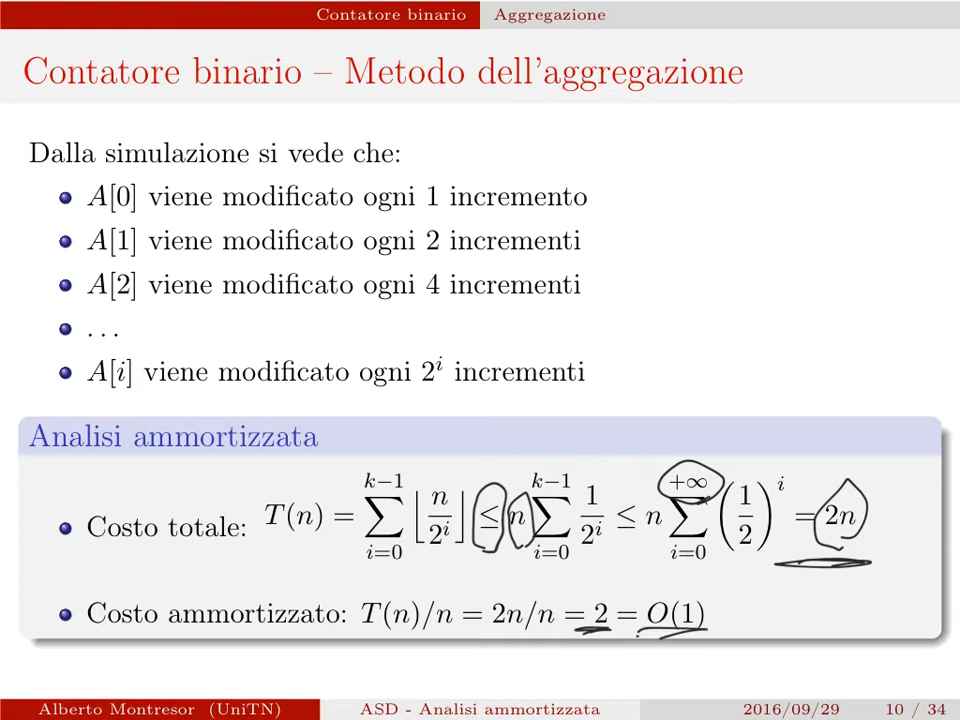 Contatore binario Aggregazione
Contatore binario – Metodo dell'aggregazione
Dalla simulazione si vede che:
A[0] viene modificato ogni 1 incremento
A[1] viene modificato ogni 2 incrementi
A[2] viene modificato ogni 4 incrementi
...
A[i] viene modificato ogni 2^i incrementi
Analisi ammortizzata
Costo totale: T(n) = ∑_{i=0}^{k−1} ⌊n/2^i⌋ ≤ n ∑_{i=0}^{k−1} 1/2^i ≤ n ∑_{i=0}^{+∞} (1/2)^i = 2n
Costo ammortizzato: T(n)/n = 2n/n = 2 = O(1)
Alberto Montresor (UniTN) ASD - Analisi ammortizzata 2016/09/29 10 / 34